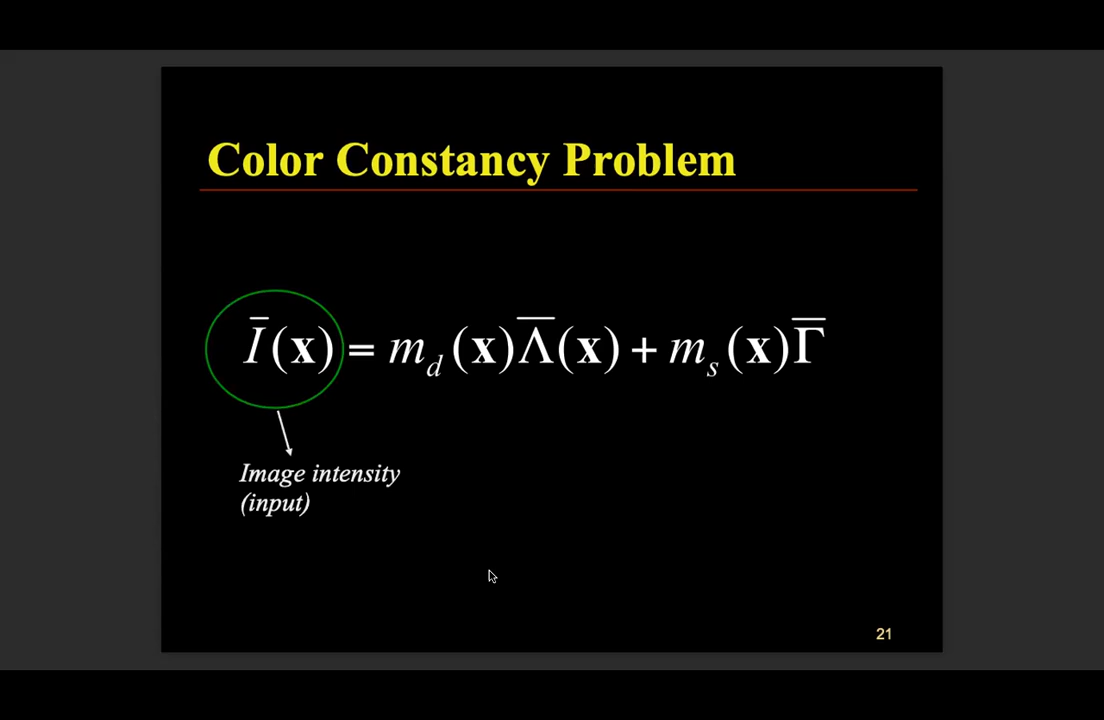 Color Constancy Problem
I̅(x) = m_d(x)Λ̅(x) + m_s(x)Γ̅
Image intensity
(input)
21